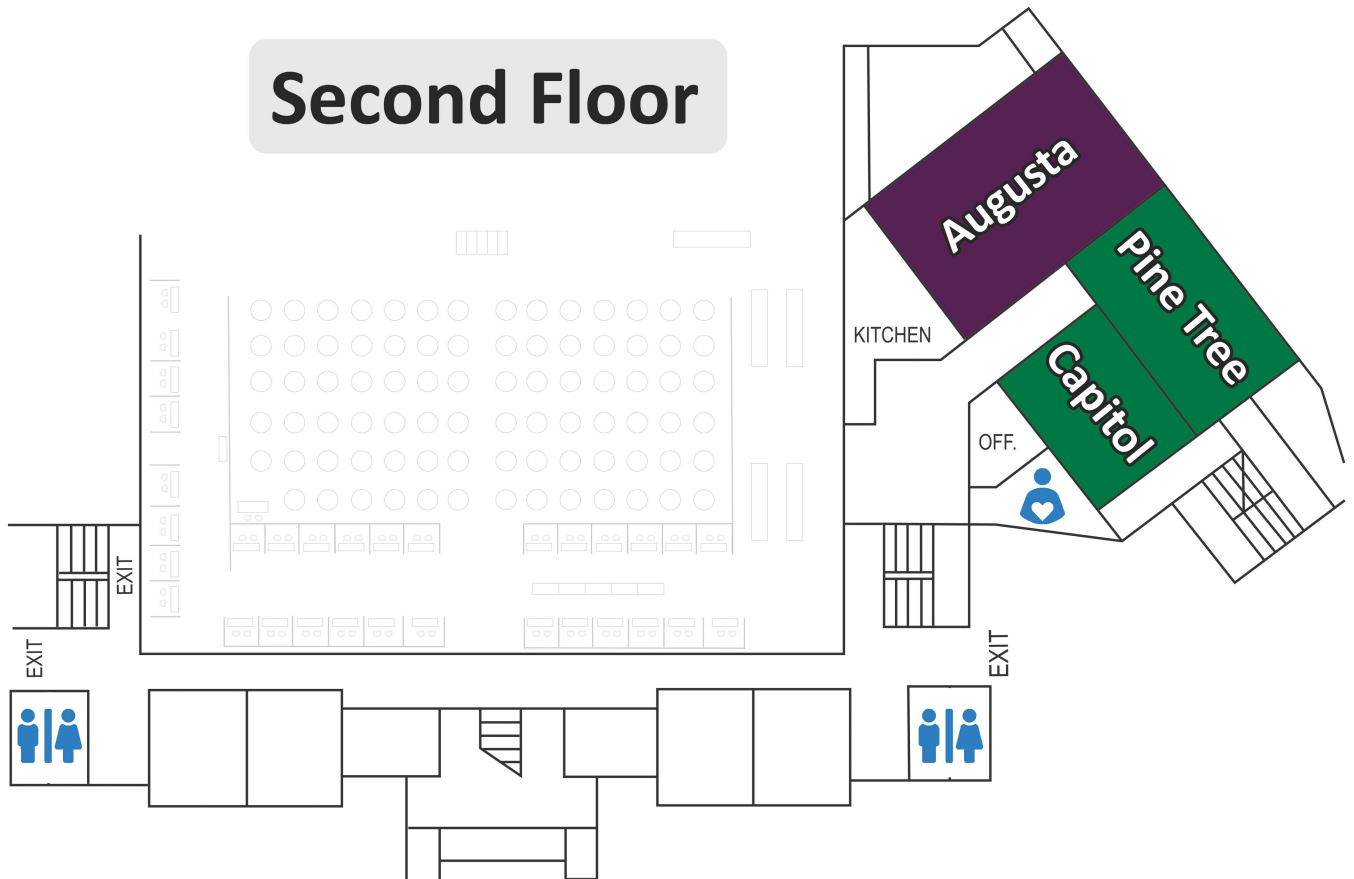 Second Floor
Augusta
Pine Tree
KITCHEN
Capitol
OFF.
EXIT
EXIT
EXIT